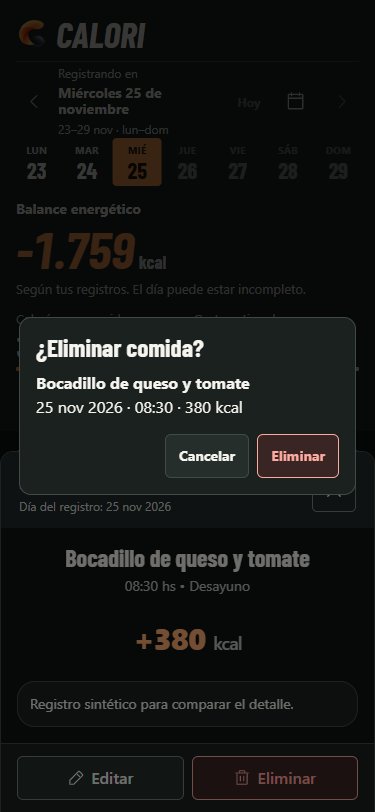 CALORI
Registrando en
Miércoles 25 de
noviembre
Hoy
23–29 nov · lun–dom
LUN MAR MIÉ JUE VIE SÁB DOM
23 24 25 26 27 28 29
Balance energético
-1.759 kcal
Según tus registros. El día puede estar incompleto.
¿Eliminar comida?
Bocadillo de queso y tomate
25 nov 2026 · 08:30 · 380 kcal
Cancelar Eliminar
Día del registro: 25 nov 2026
Bocadillo de queso y tomate
08:30 hs • Desayuno
+380 kcal
Registro sintético para comparar el detalle.
Editar Eliminar